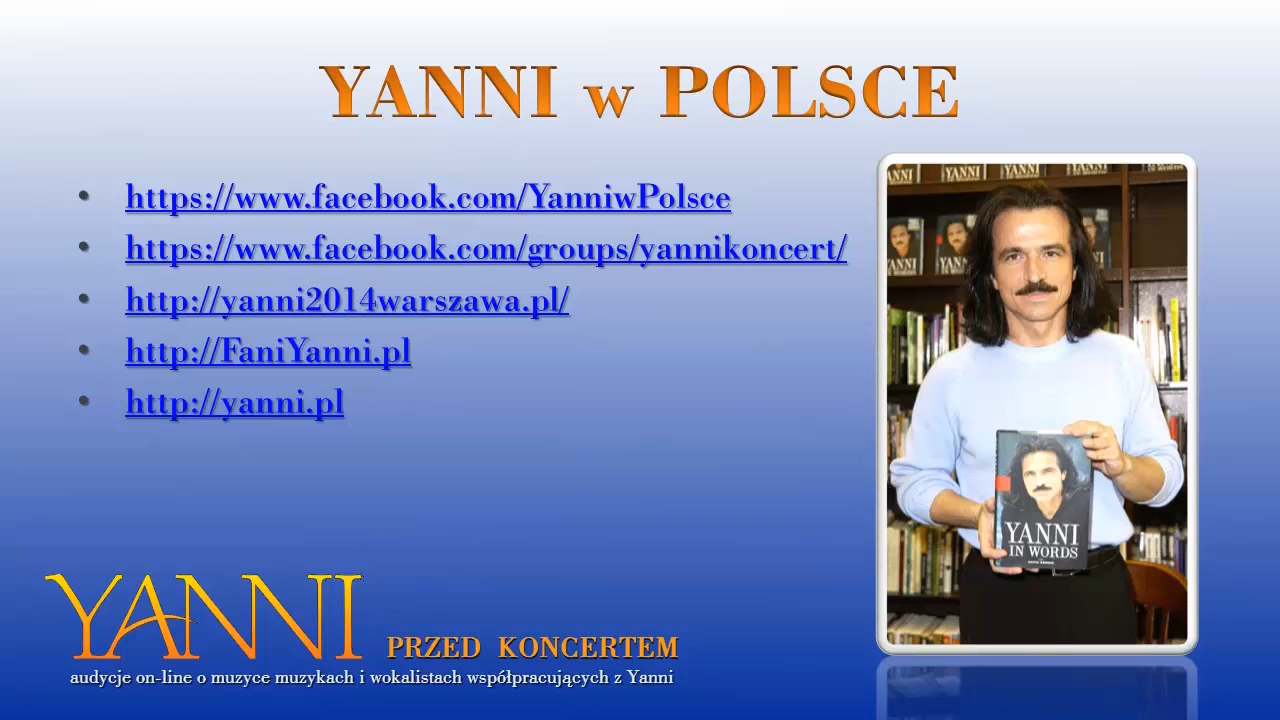 YANNI w POLSCE
• https://www.facebook.com/YanniwPolsce
• https://www.facebook.com/groups/yannikoncert/
• http://yanni2014warszawa.pl/
• http://FaniYanni.pl
• http://yanni.pl
YANNI
IN WORDS
YANNI PRZED KONCERTEM
audycje on-line o muzyce muzykach i wokalistach współpracujących z Yanni